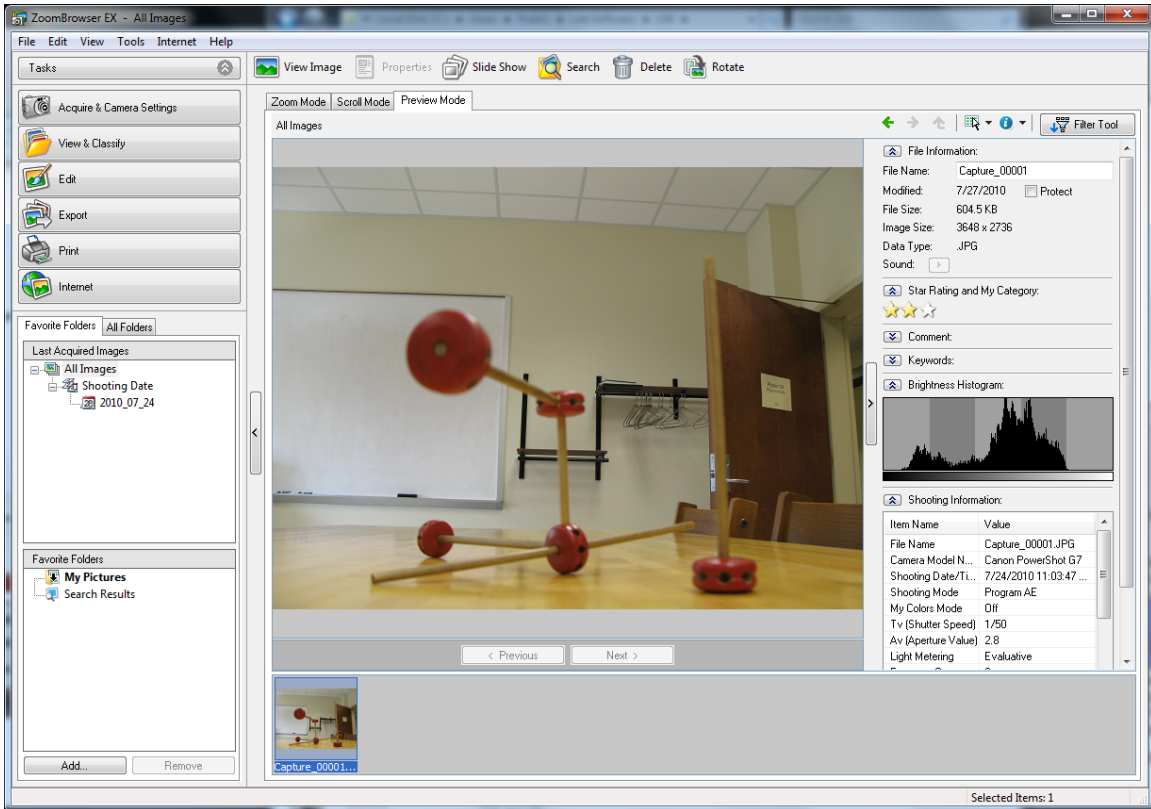 ZoomBrowser EX - All Images
File Edit View Tools Internet Help
Tasks
View Image Properties Slide Show Search Delete Rotate
Acquire & Camera Settings
View & Classify
Edit
Export
Print
Internet
Zoom Mode Scroll Mode Preview Mode
All Images
Filter Tool
Favorite Folders All Folders
Last Acquired Images
All Images
Shooting Date
2010_07_24
Favorite Folders
My Pictures
Search Results
Add... Remove
File Information:
File Name: Capture_00001
Modified: 7/27/2010 Protect
File Size: 604.5 KB
Image Size: 3648 x 2736
Data Type: .JPG
Sound:
Star Rating and My Category:
Comment:
Keywords:
Brightness Histogram:
Shooting Information:
Item Name Value
File Name Capture_00001.JPG
Camera Model N... Canon PowerShot G7
Shooting Date/Ti... 7/24/2010 11:03:47 ...
Shooting Mode Program AE
My Colors Mode Off
Tv (Shutter Speed) 1/50
Av (Aperture Value) 2.8
Light Metering Evaluative
< Previous Next >
Capture_00001...
Selected Items: 1